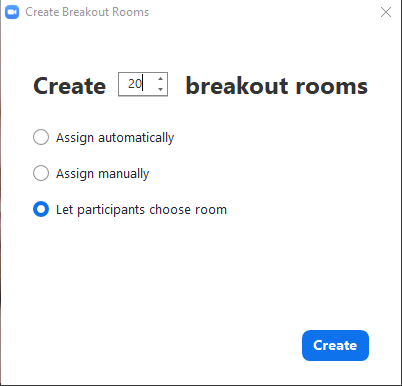 Create Breakout Rooms
Create 20 breakout rooms
Assign automatically
Assign manually
Let participants choose room
Create